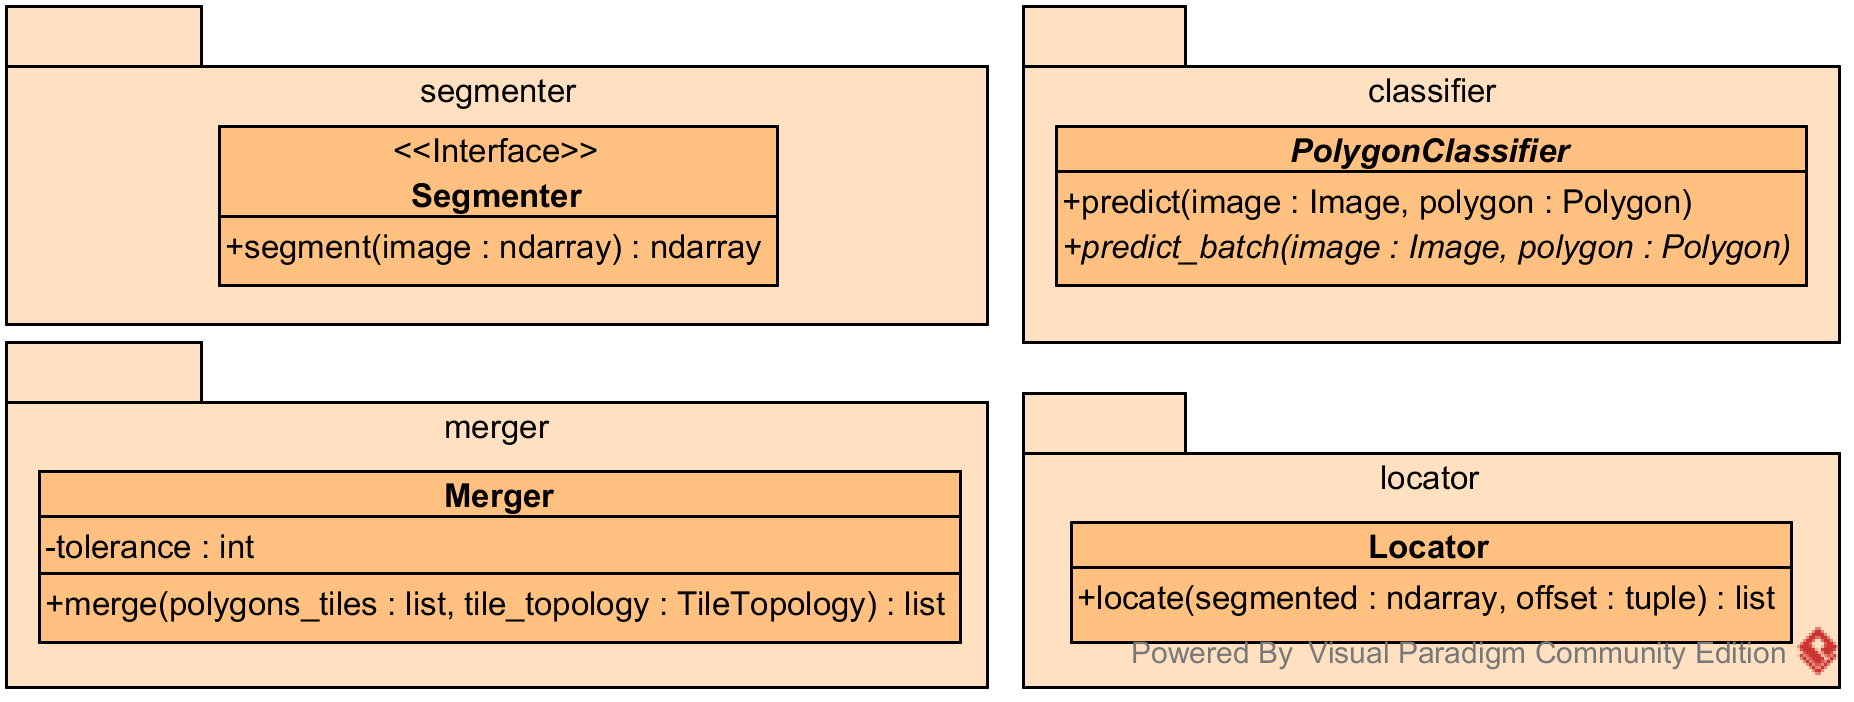 segmenter
<<Interface>>
Segmenter
+segment(image : ndarray) : ndarray
classifier
PolygonClassifier
+predict(image : Image, polygon : Polygon)
+predict_batch(image : Image, polygon : Polygon)
merger
Merger
-tolerance : int
+merge(polygons_tiles : list, tile_topology : TileTopology) : list
locator
Locator
+locate(segmented : ndarray, offset : tuple) : list
Powered By Visual Paradigm Community Edition